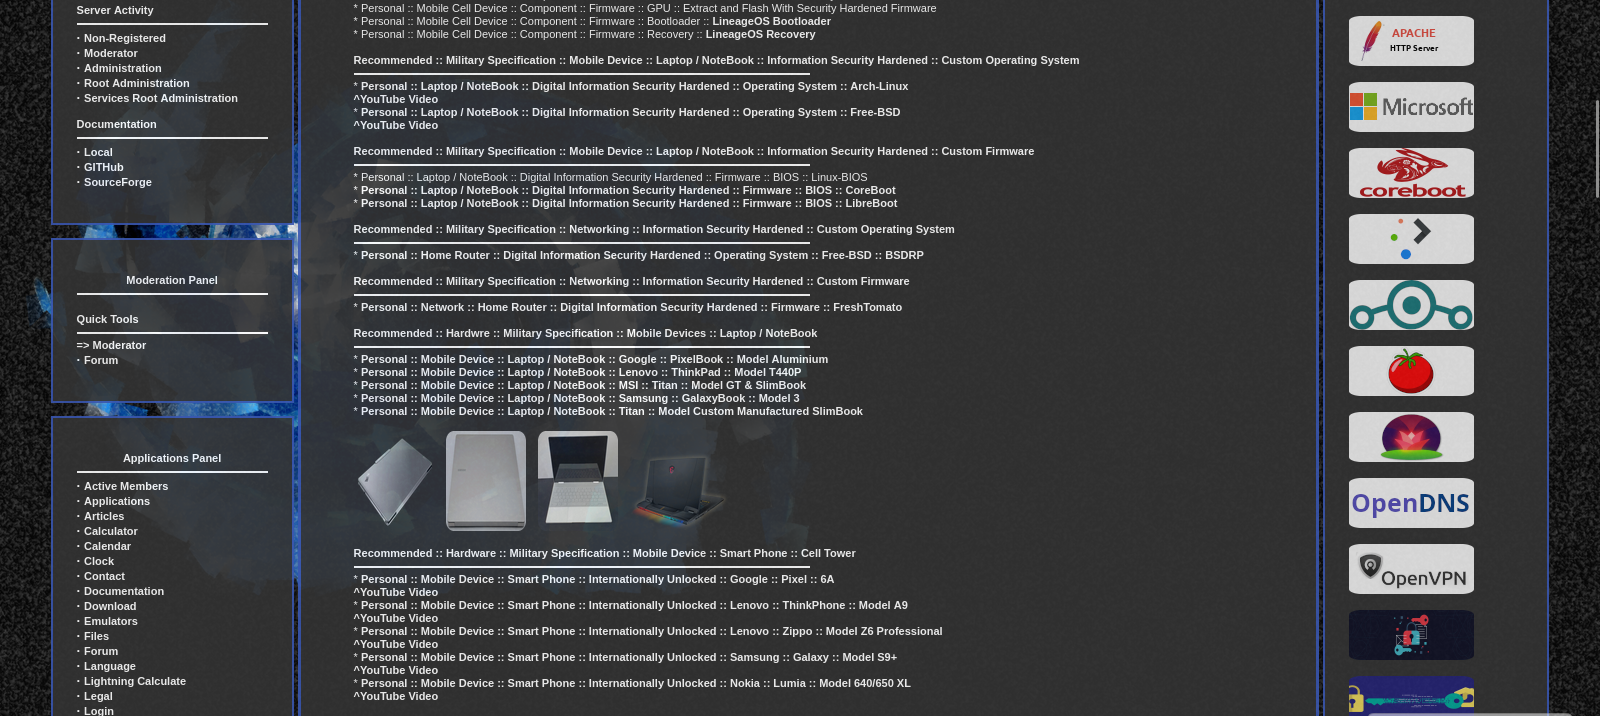 Server Activity
· Non-Registered
· Moderator
· Administration
· Root Administration
· Services Root Administration
Documentation
· Local
· GITHub
· SourceForge
Moderation Panel
Quick Tools
=> Moderator
· Forum
Applications Panel
· Active Members
· Applications
· Articles
· Calculator
· Calendar
· Clock
· Contact
· Documentation
· Download
· Emulators
· Files
· Forum
· Language
· Lightning Calculate
· Legal
· Login
* Personal :: Mobile Cell Device :: Component :: Firmware :: GPU :: Extract and Flash With Security Hardened Firmware
* Personal :: Mobile Cell Device :: Component :: Firmware :: Bootloader :: LineageOS Bootloader
* Personal :: Mobile Cell Device :: Component :: Firmware :: Recovery :: LineageOS Recovery
Recommended :: Military Specification :: Mobile Device :: Laptop / NoteBook :: Information Security Hardened :: Custom Operating System
* Personal :: Laptop / NoteBook :: Digital Information Security Hardened :: Operating System :: Arch-Linux
^YouTube Video
* Personal :: Laptop / NoteBook :: Digital Information Security Hardened :: Operating System :: Free-BSD
^YouTube Video
Recommended :: Military Specification :: Mobile Device :: Laptop / NoteBook :: Information Security Hardened :: Custom Firmware
* Personal :: Laptop / NoteBook :: Digital Information Security Hardened :: Firmware :: BIOS :: Linux-BIOS
* Personal :: Laptop / NoteBook :: Digital Information Security Hardened :: Firmware :: BIOS :: CoreBoot
* Personal :: Laptop / NoteBook :: Digital Information Security Hardened :: Firmware :: BIOS :: LibreBoot
Recommended :: Military Specification :: Networking :: Information Security Hardened :: Custom Operating System
* Personal :: Home Router :: Digital Information Security Hardened :: Operating System :: Free-BSD :: BSDRP
Recommended :: Military Specification :: Networking :: Information Security Hardened :: Custom Firmware
* Personal :: Network :: Home Router :: Digital Information Security Hardened :: Firmware :: FreshTomato
Recommended :: Hardwre :: Military Specification :: Mobile Devices :: Laptop / NoteBook
* Personal :: Mobile Device :: Laptop / NoteBook :: Google :: PixelBook :: Model Aluminium
* Personal :: Mobile Device :: Laptop / NoteBook :: Lenovo :: ThinkPad :: Model T440P
* Personal :: Mobile Device :: Laptop / NoteBook :: MSI :: Titan :: Model GT & SlimBook
* Personal :: Mobile Device :: Laptop / NoteBook :: Samsung :: GalaxyBook :: Model 3
* Personal :: Mobile Device :: Laptop / NoteBook :: Titan :: Model Custom Manufactured SlimBook
Recommended :: Hardware :: Military Specification :: Mobile Device :: Smart Phone :: Cell Tower
* Personal :: Mobile Device :: Smart Phone :: Internationally Unlocked :: Google :: Pixel :: 6A
^YouTube Video
* Personal :: Mobile Device :: Smart Phone :: Internationally Unlocked :: Lenovo :: ThinkPhone :: Model A9
^YouTube Video
* Personal :: Mobile Device :: Smart Phone :: Internationally Unlocked :: Lenovo :: Zippo :: Model Z6 Professional
^YouTube Video
* Personal :: Mobile Device :: Smart Phone :: Internationally Unlocked :: Samsung :: Galaxy :: Model S9+
^YouTube Video
* Personal :: Mobile Device :: Smart Phone :: Internationally Unlocked :: Nokia :: Lumia :: Model 640/650 XL
^YouTube Video
APACHE
HTTP Server
Microsoft
coreboot
OpenDNS
OpenVPN